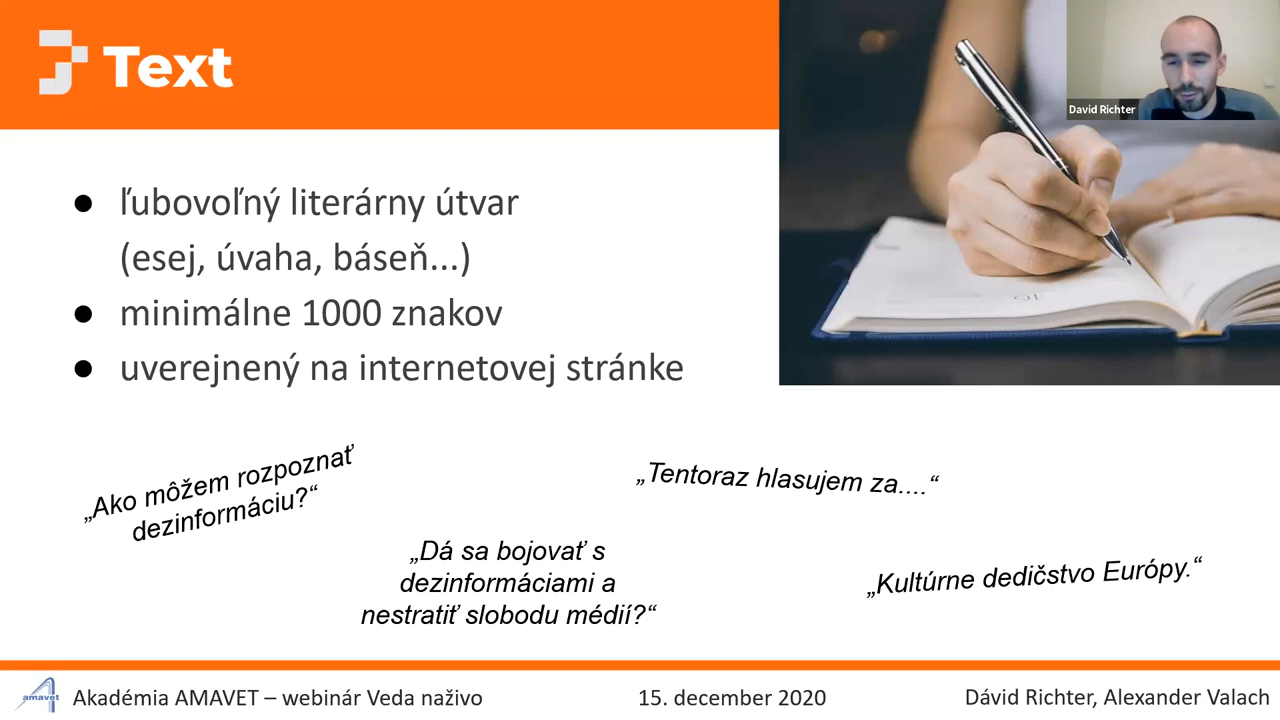 Text
David Richter
● ľubovoľný literárny útvar
(esej, úvaha, báseň...)
● minimálne 1000 znakov
● uverejnený na internetovej stránke
„Ako môžem rozpoznať
dezinformáciu?“
„Tentoraz hlasujem za....“
„Dá sa bojovať s
dezinformáciami a
nestratiť slobodu médií?“
„Kultúrne dedičstvo Európy.“
amavet
Akadémia AMAVET – webinár Veda naživo
15. december 2020
Dávid Richter, Alexander Valach